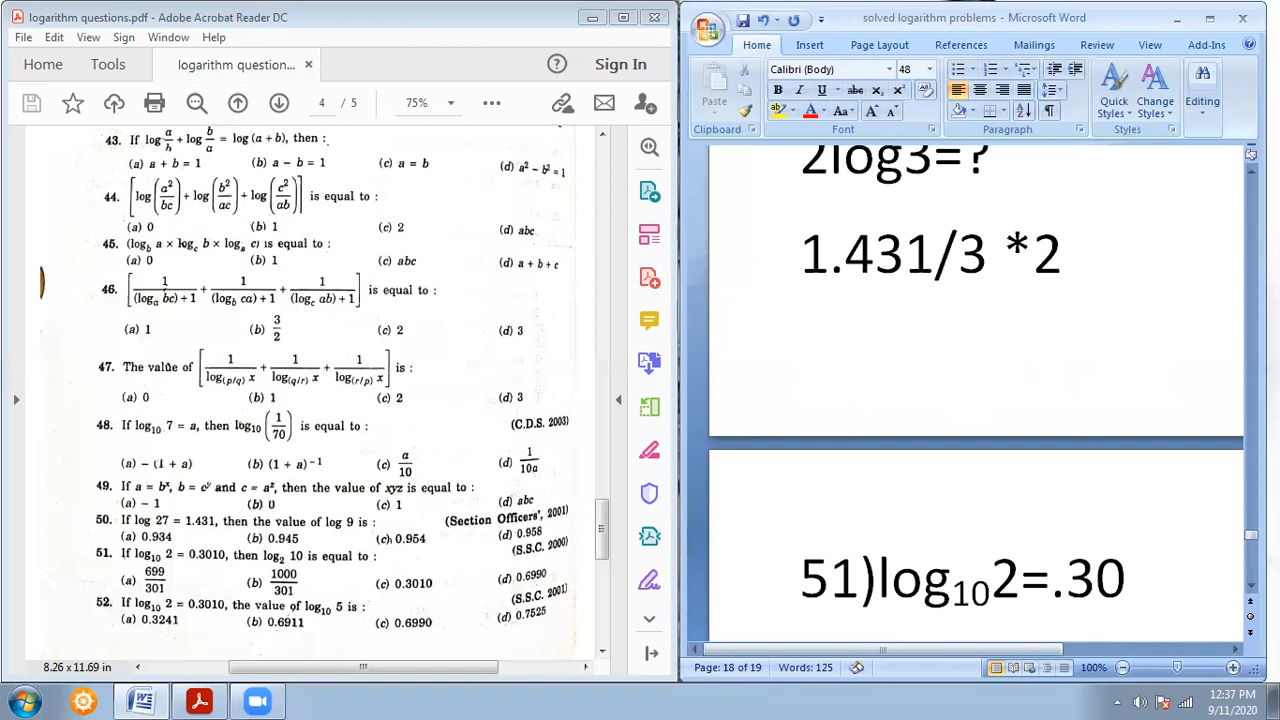 logarithm questions.pdf - Adobe Acrobat Reader DC
File Edit View Sign Window Help
Home Tools logarithm question... × Sign In
4 / 5 75%
43. If log a/b + log b/a = log (a + b), then :
(a) a + b = 1 (b) a − b = 1 (c) a = b (d) a² − b² = 1
44. [log (a²/bc) + log (b²/ac) + log (c²/ab)] is equal to :
(a) 0 (b) 1 (c) 2 (d) abc
45. (log_b a × log_c b × log_a c) is equal to :
(a) 0 (b) 1 (c) abc (d) a + b + c
46. [1/((log_a bc) + 1) + 1/((log_b ca) + 1) + 1/((log_c ab) + 1)] is equal to :
(a) 1 (b) 3/2 (c) 2 (d) 3
47. The value of [1/log_(p/q) x + 1/log_(q/r) x + 1/log_(r/p) x] is :
(a) 0 (b) 1 (c) 2 (d) 3
48. If log₁₀ 7 = a, then log₁₀ (1/70) is equal to : (C.D.S. 2003)
(a) − (1 + a) (b) (1 + a)⁻¹ (c) a/10 (d) 1/10a
49. If a = bˣ, b = cʸ and c = aᶻ, then the value of xyz is equal to :
(a) − 1 (b) 0 (c) 1 (d) abc
50. If log 27 = 1.431, then the value of log 9 is : (Section Officers', 2001)
(a) 0.934 (b) 0.945 (c) 0.954 (d) 0.958
51. If log₁₀ 2 = 0.3010, then log₂ 10 is equal to : (S.S.C. 2000)
(a) 699/301 (b) 1000/301 (c) 0.3010 (d) 0.6990
52. If log₁₀ 2 = 0.3010, the value of log₁₀ 5 is : (S.S.C. 2001)
(a) 0.3241 (b) 0.6911 (c) 0.6990 (d) 0.7525
8.26 x 11.69 in
solved logarithm problems - Microsoft Word
Home Insert Page Layout References Mailings Review View Add-Ins
Calibri (Body) 48
Paste
Quick Styles Change Styles Editing
Clipboard Font Paragraph Styles
2log3=?
1.431/3 *2
51)log₁₀2=.30
Page: 18 of 19 Words: 125 100%
12:37 PM
9/11/2020